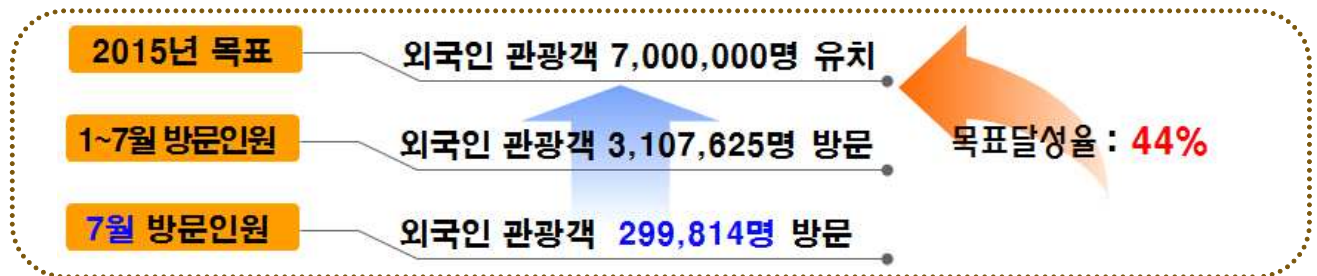 2015년 목표 외국인 관광객 7,000,000명 유치
1~7월 방문인원 외국인 관광객 3,107,625명 방문 목표달성율 : 44%
7월 방문인원 외국인 관광객 299,814명 방문